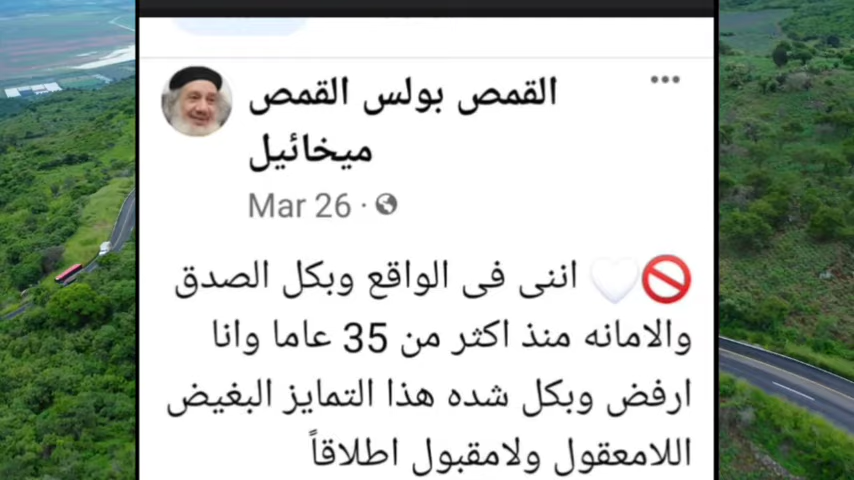 القمص بولس القمص
ميخائيل
Mar 26 ·
اننى فى الواقع وبكل الصدق
والامانه منذ اكثر من 35 عاما وانا
ارفض وبكل شده هذا التمايز البغيض
اللامعقول ولامقبول اطلاقاً